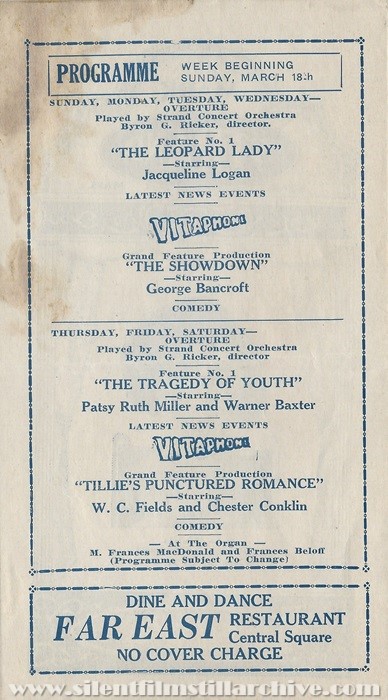 PROGRAMME
WEEK BEGINNING
SUNDAY, MARCH 18th
SUNDAY, MONDAY, TUESDAY, WEDNESDAY—
OVERTURE
Played by Strand Concert Orchestra
Byron G. Ricker, director.
Feature No. 1
"THE LEOPARD LADY"
—Starring—
Jacqueline Logan
LATEST NEWS EVENTS
VITAPHONE
Grand Feature Production
"THE SHOWDOWN"
—Starring—
George Bancroft
COMEDY
THURSDAY, FRIDAY, SATURDAY—
OVERTURE
Played by Strand Concert Orchestra
Byron G. Ricker, director
Feature No. 1
"THE TRAGEDY OF YOUTH"
—Starring—
Patsy Ruth Miller and Warner Baxter
LATEST NEWS EVENTS
VITAPHONE
Grand Feature Production
"TILLIE'S PUNCTURED ROMANCE"
—Starring—
W. C. Fields and Chester Conklin
COMEDY
— At The Organ —
M. Frances MacDonald and Frances Beloff
(Programme Subject To Change)
DINE AND DANCE
FAR EAST RESTAURANT
Central Square
NO COVER CHARGE
www.silentfilmstillarchive.com